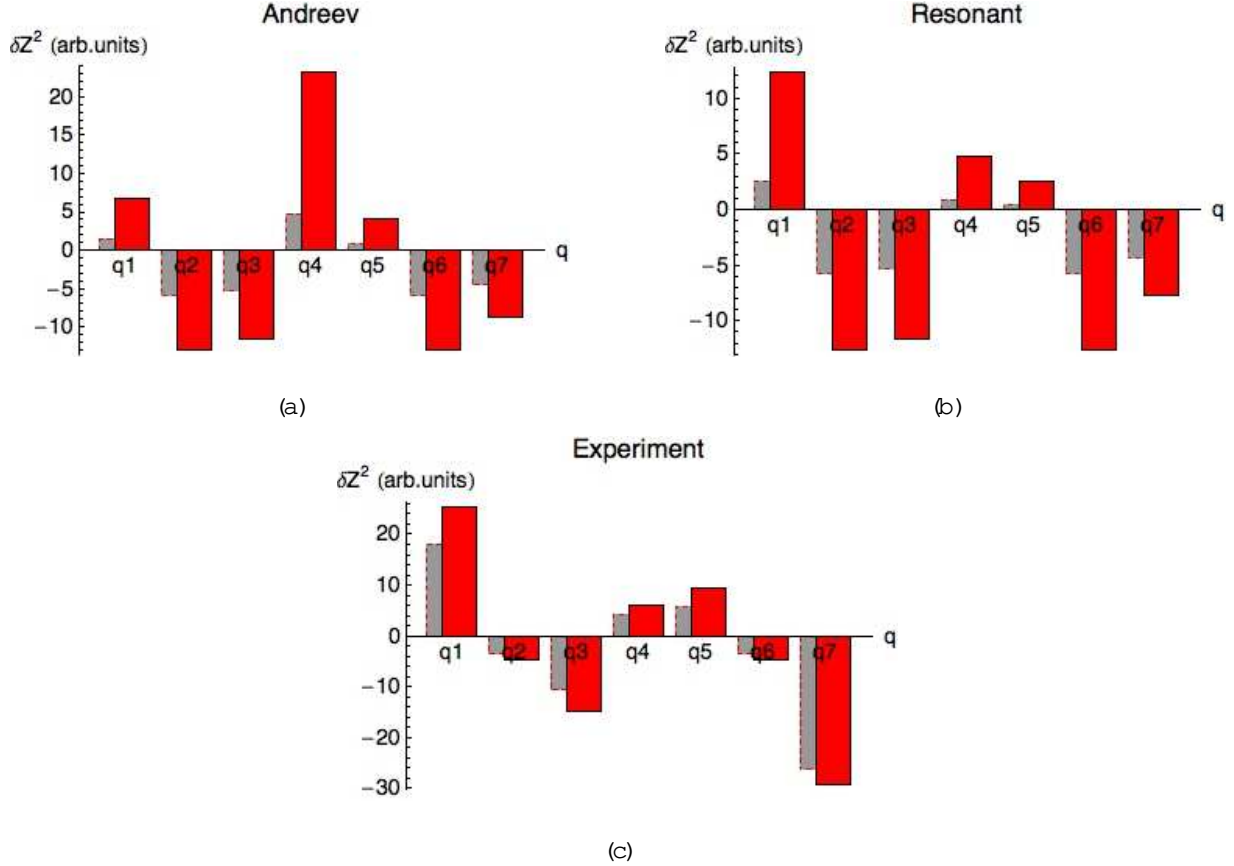 Andreev
δZ² (arb.units)
20
15
10
5
0
−5
−10
q1 q2 q3 q4 q5 q6 q7
q
(a)
Resonant
δZ² (arb.units)
10
5
0
−5
−10
q1 q2 q3 q4 q5 q6 q7
q
(b)
Experiment
δZ² (arb.units)
20
10
0
−10
−20
−30
q1 q2 q3 q4 q5 q6 q7
q
(c)